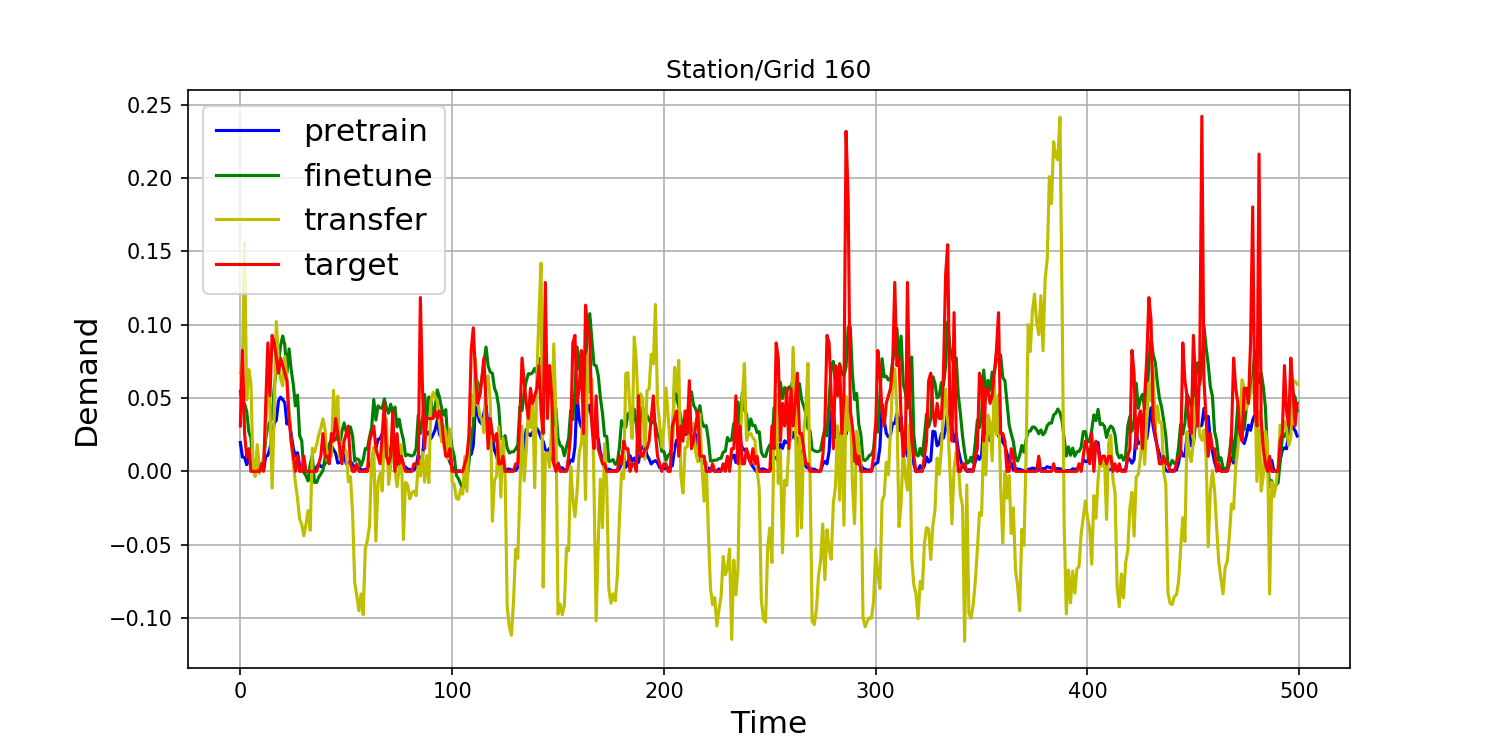 Station/Grid 160
0.25
0.20
0.15
0.10
0.05
0.00
−0.05
−0.10
Demand
pretrain
finetune
transfer
target
0 100 200 300 400 500
Time